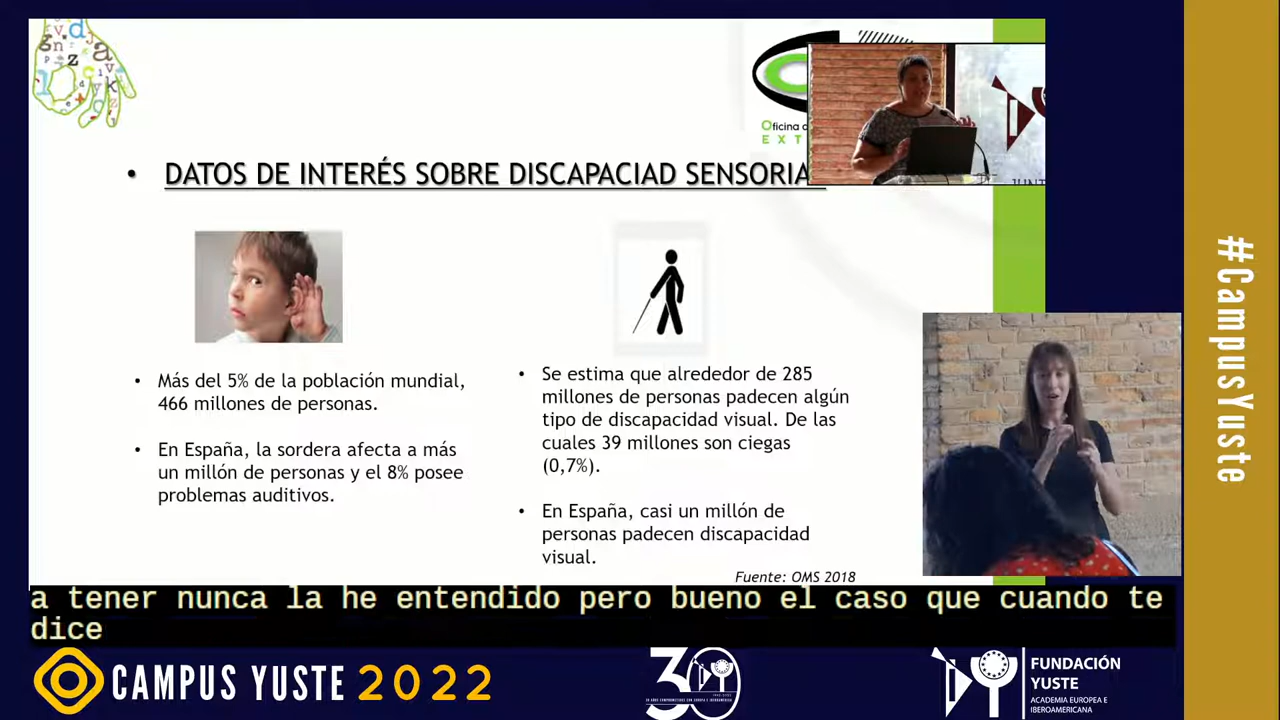 Oficina d
EXT
• DATOS DE INTERÉS SOBRE DISCAPACIAD SENSORIA
• Más del 5% de la población mundial,
466 millones de personas.
• En España, la sordera afecta a más
un millón de personas y el 8% posee
problemas auditivos.
• Se estima que alrededor de 285
millones de personas padecen algún
tipo de discapacidad visual. De las
cuales 39 millones son ciegas
(0,7%).
• En España, casi un millón de
personas padecen discapacidad
visual.
Fuente: OMS 2018
#CampusYuste
a tener nunca la he entendido pero bueno el caso que cuando te
dice
CAMPUS YUSTE 2022
30
FUNDACIÓN
YUSTE
ACADEMIA EUROPEA E
IBEROAMERICANA